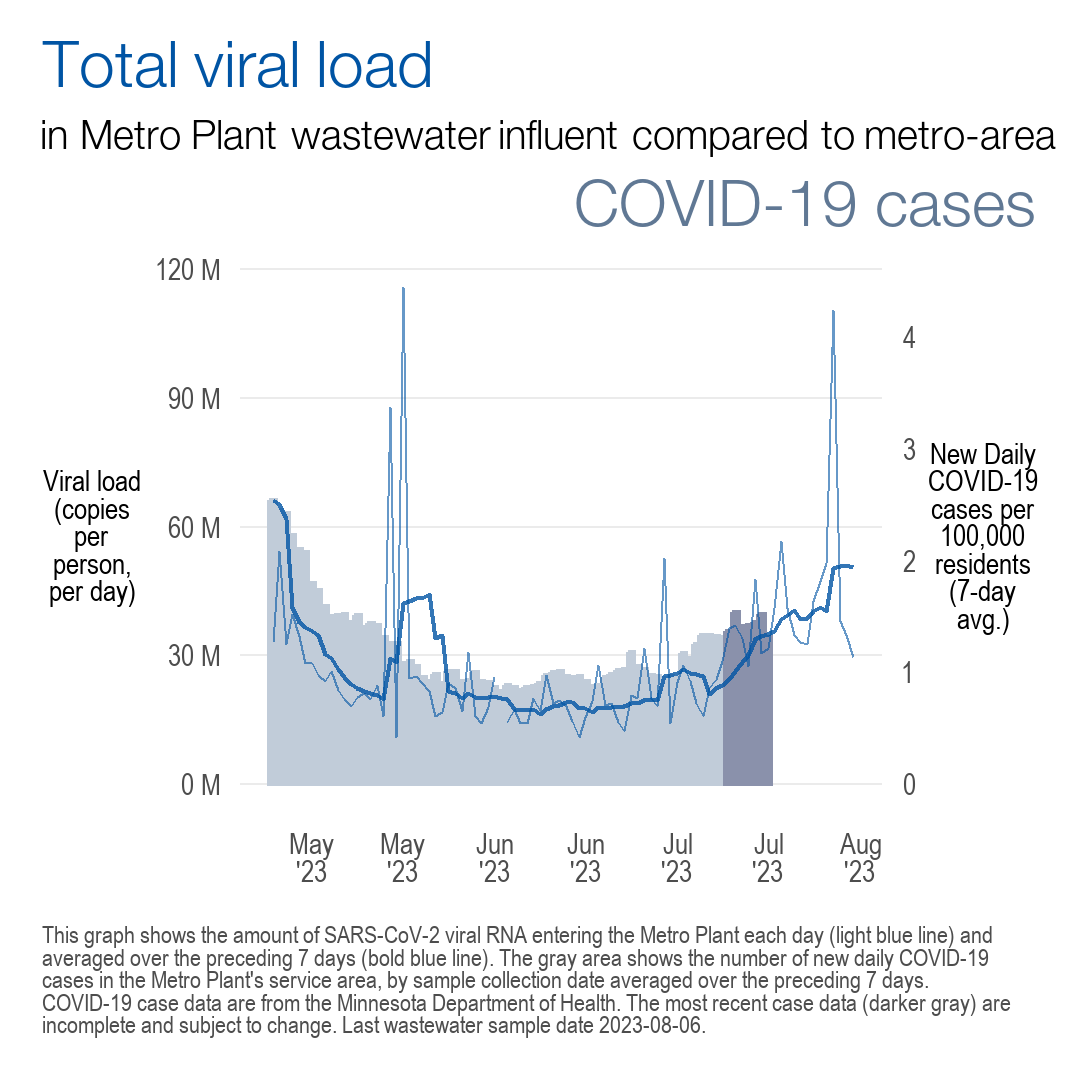 Total viral load
in Metro Plant wastewater influent compared to metro-area
COVID-19 cases
120 M
90 M
60 M
30 M
0 M
Viral load
(copies
per
person,
per day)
4
3
2
1
0
New Daily
COVID-19
cases per
100,000
residents
(7-day
avg.)
May
'23
May
'23
Jun
'23
Jun
'23
Jul
'23
Jul
'23
Aug
'23
This graph shows the amount of SARS-CoV-2 viral RNA entering the Metro Plant each day (light blue line) and
averaged over the preceding 7 days (bold blue line). The gray area shows the number of new daily COVID-19
cases in the Metro Plant's service area, by sample collection date averaged over the preceding 7 days.
COVID-19 case data are from the Minnesota Department of Health. The most recent case data (darker gray) are
incomplete and subject to change. Last wastewater sample date 2023-08-06.